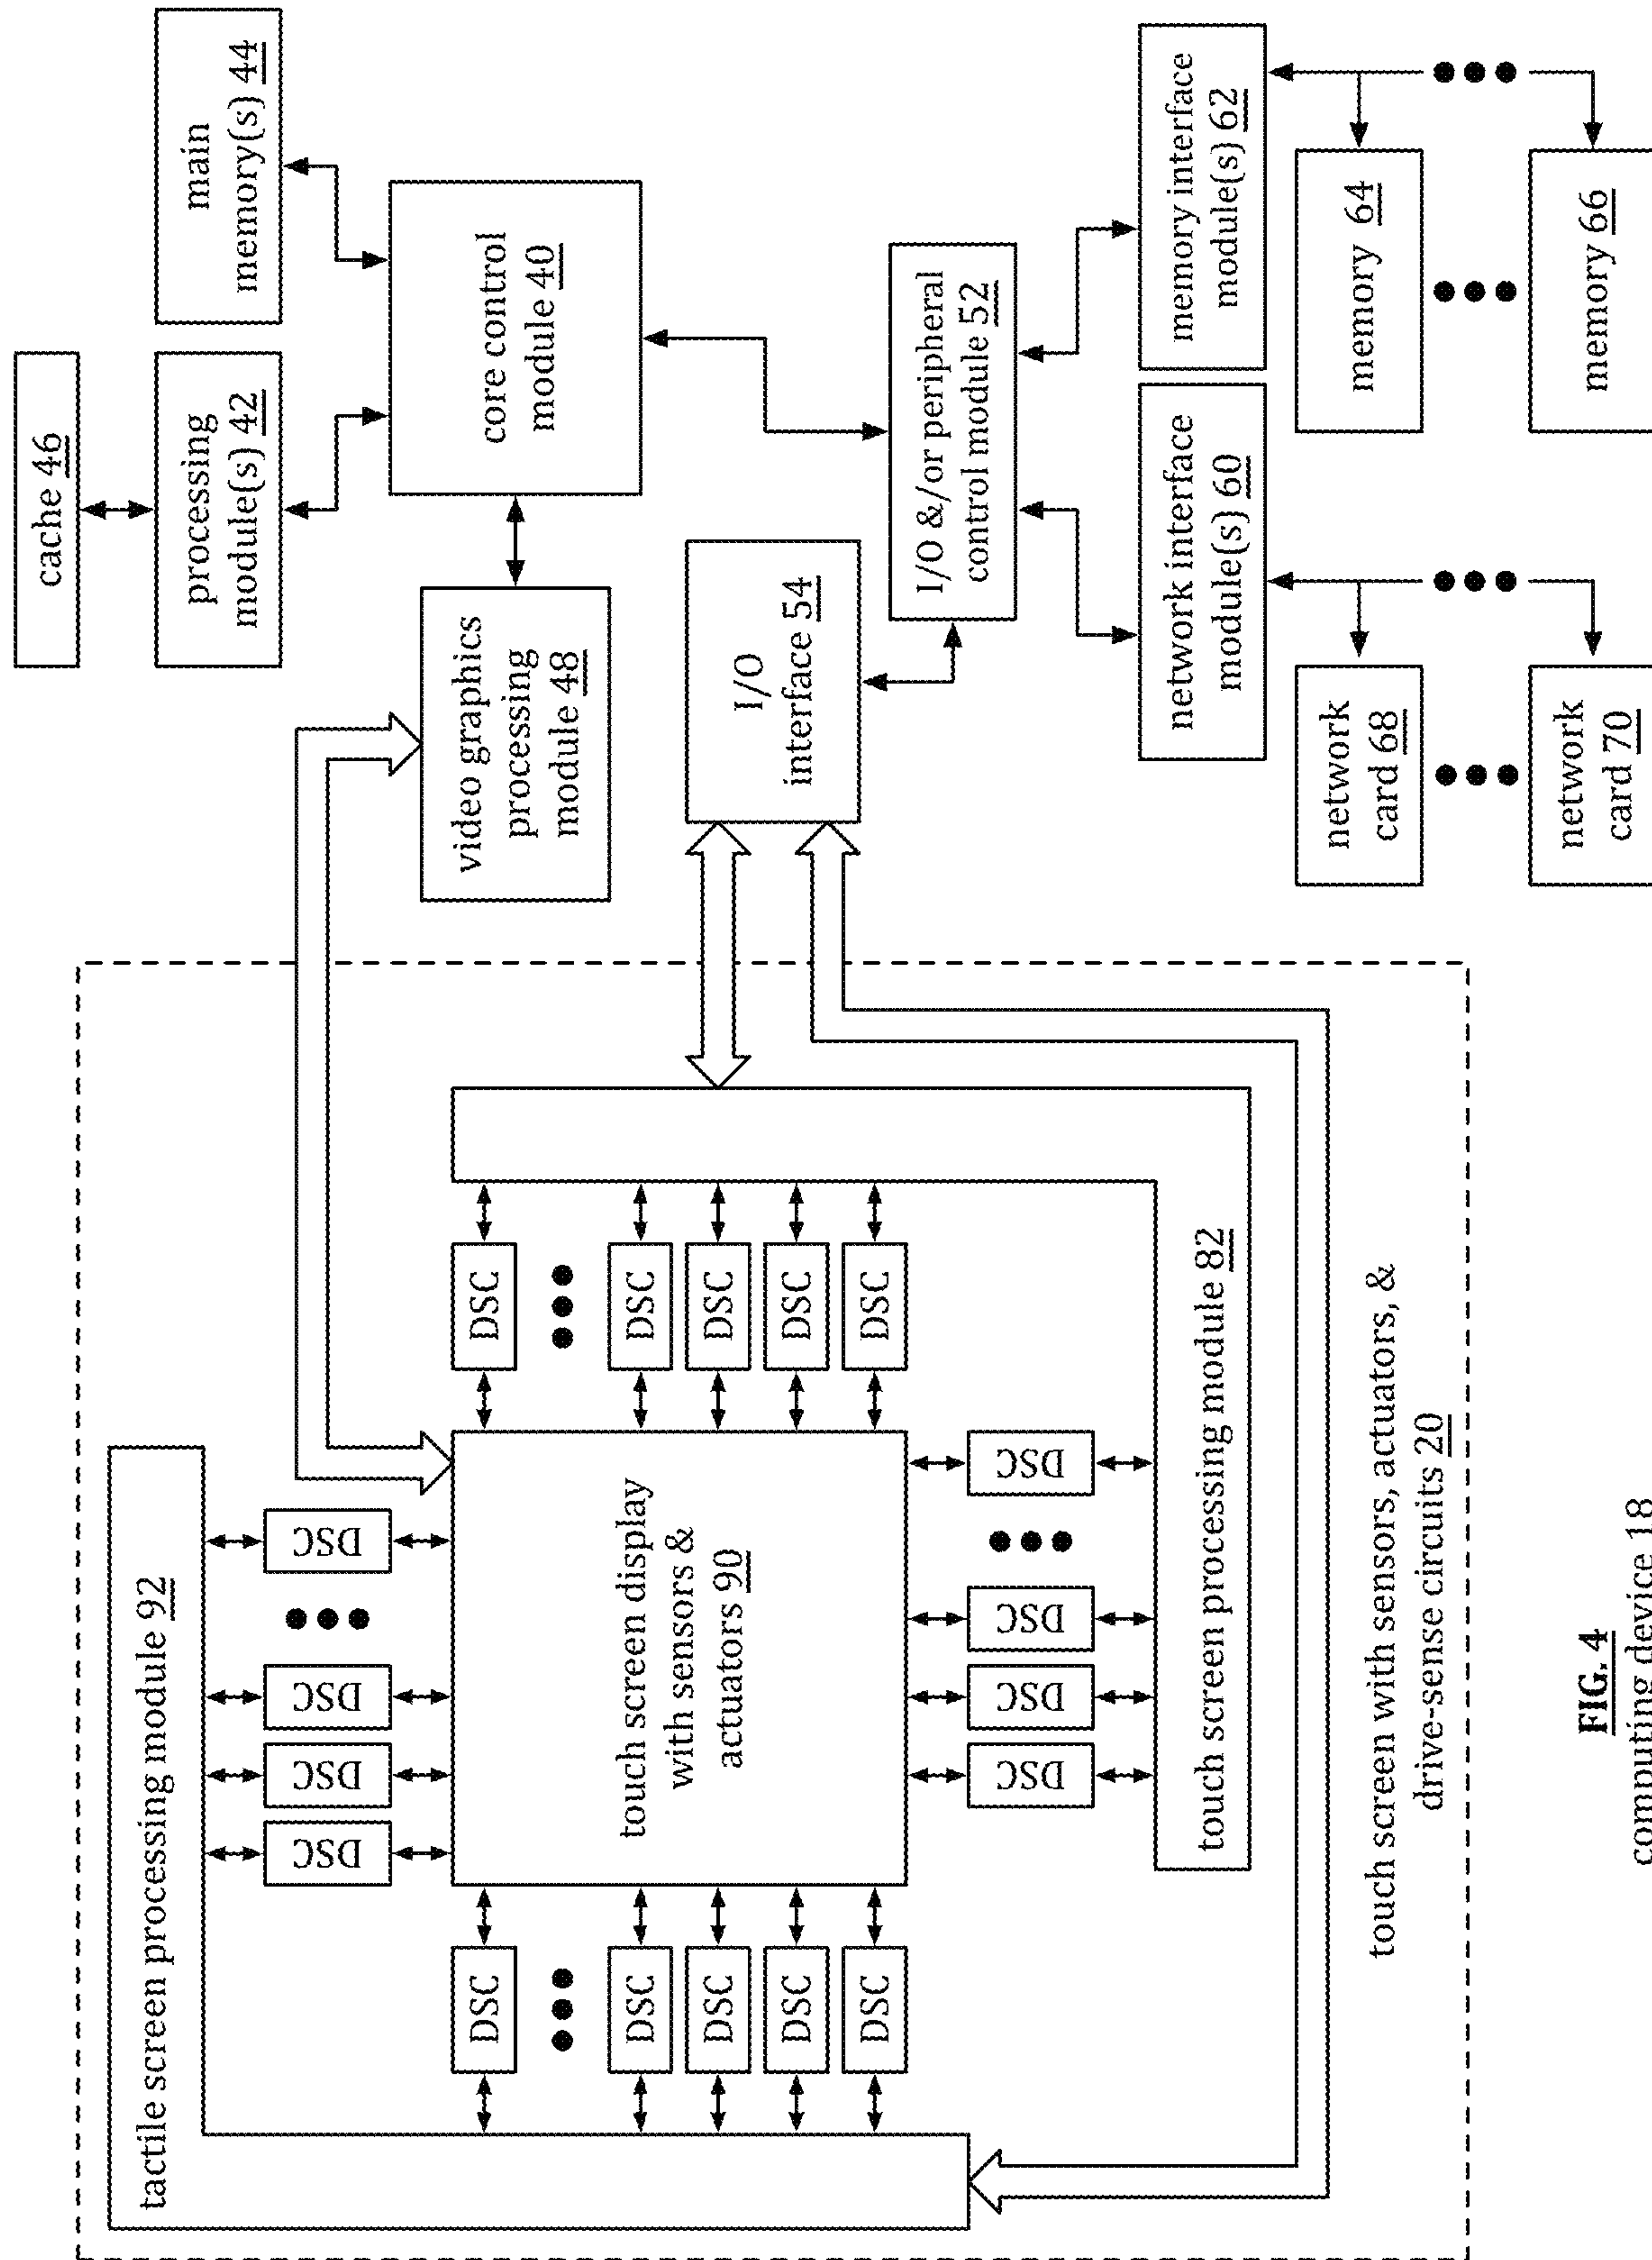 cache 46
processing
module(s) 42
main
memory(s) 44
core control
module 40
video graphics
processing
module 48
I/O
interface 54
I/O &/or peripheral
control module 52
network interface
module(s) 60
memory interface
module(s) 62
network
card 68
memory 64
network
card 70
memory 66
tactile screen processing module 92
DSC
DSC
DSC
DSC
DSC
DSC
DSC
DSC
DSC
touch screen display
with sensors &
actuators 90
DSC
DSC
DSC
DSC
DSC
DSC
DSC
DSC
DSC
touch screen processing module 82
touch screen with sensors, actuators, &
drive-sense circuits 20
FIG. 4
computing device 18